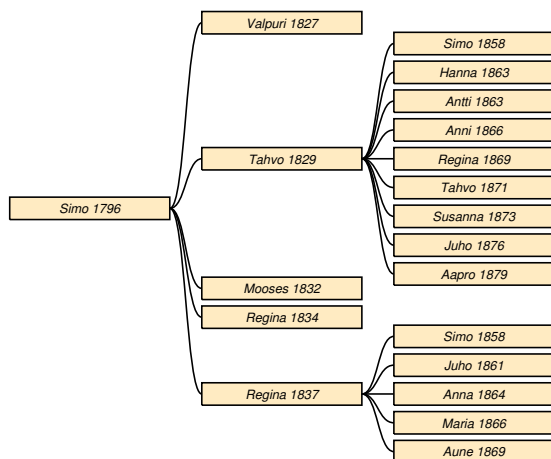 Simo 1796
Valpuri 1827
Tahvo 1829
Mooses 1832
Regina 1834
Regina 1837
Simo 1858
Hanna 1863
Antti 1863
Anni 1866
Regina 1869
Tahvo 1871
Susanna 1873
Juho 1876
Aapro 1879
Simo 1858
Juho 1861
Anna 1864
Maria 1866
Aune 1869